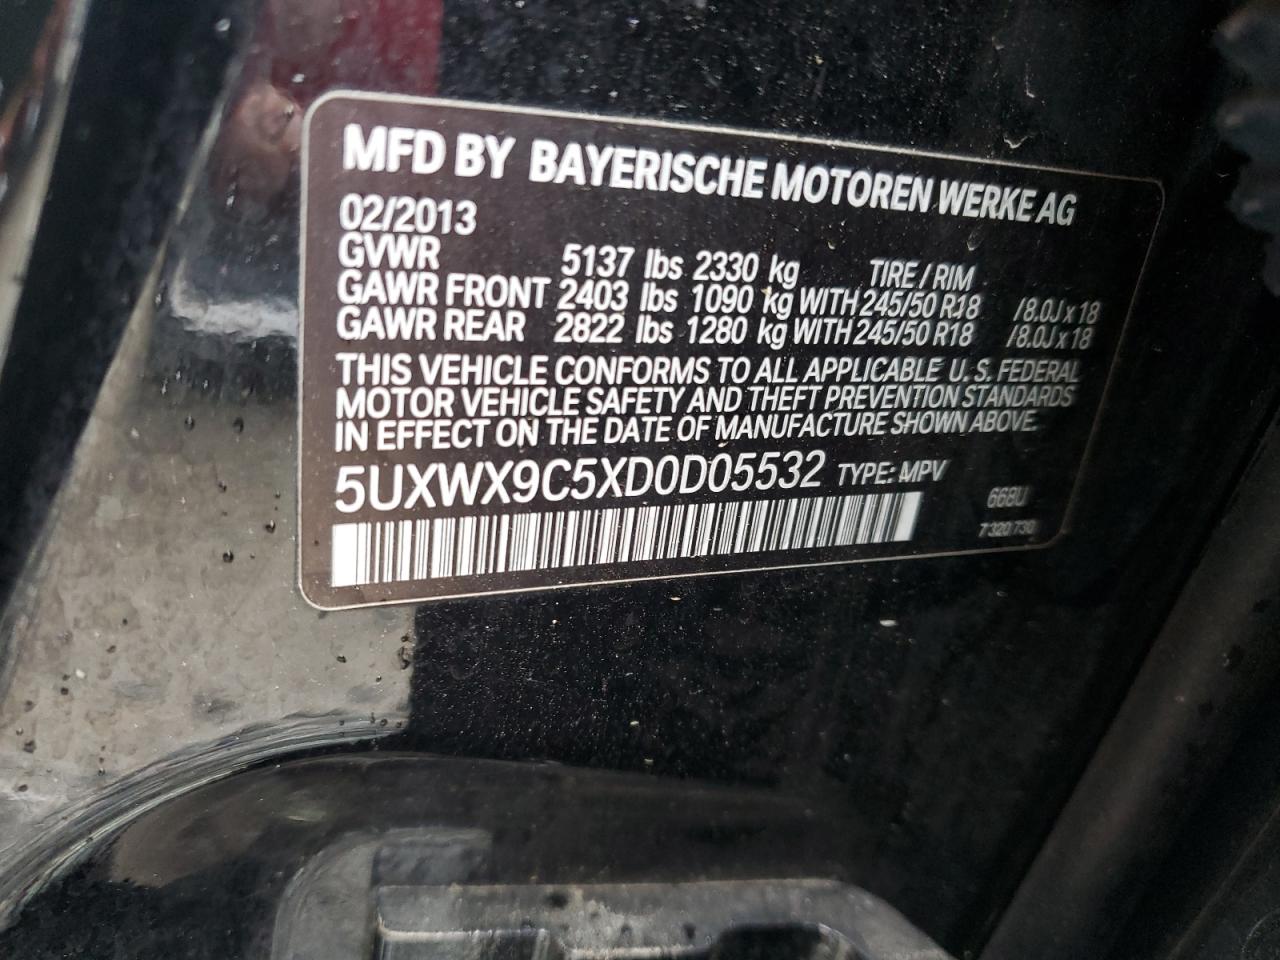 MFD BY BAYERISCHE MOTOREN WERKE AG
02/2013
GVWR 5137 lbs 2330 kg TIRE / RIM
GAWR FRONT 2403 lbs 1090 kg WITH 245/50 R18 /8.0J x 18
GAWR REAR 2822 lbs 1280 kg WITH 245/50 R18 /8.0J x 18
THIS VEHICLE CONFORMS TO ALL APPLICABLE U. S. FEDERAL
MOTOR VEHICLE SAFETY AND THEFT PREVENTION STANDARDS
IN EFFECT ON THE DATE OF MANUFACTURE SHOWN ABOVE.
5UXWX9C5XD0D05532 TYPE: MPV
668U
7 320 730